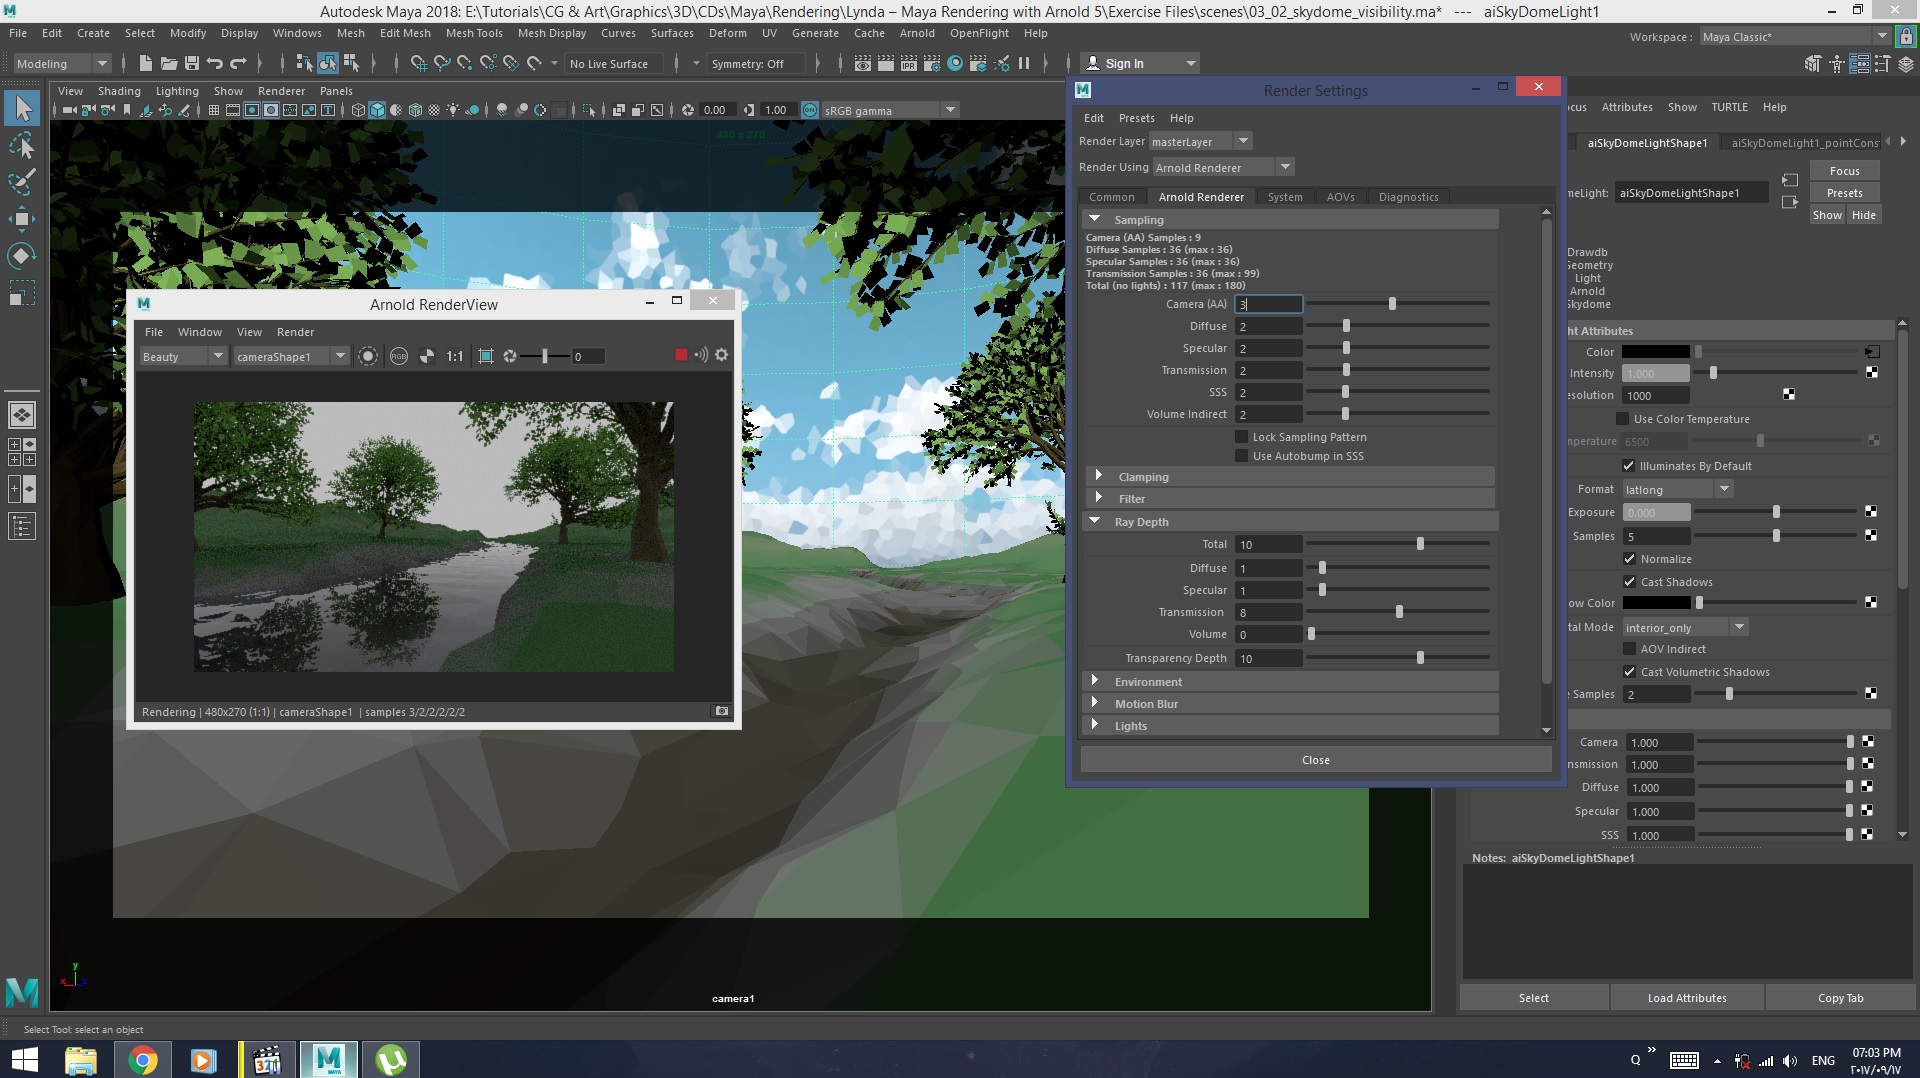 Autodesk Maya 2018: E:\Tutorials\CG & Art\Graphics\3D\CDs\Maya\Rendering\Lynda – Maya Rendering with Arnold 5\Exercise Files\scenes\03_02_skydome_visibility.ma* --- aiSkyDomeLight1
File Edit Create Select Modify Display Windows Mesh Edit Mesh Mesh Tools Mesh Display Curves Surfaces Deform UV Generate Cache Arnold OpenFlight Help
Workspace : Maya Classic*
Modeling
No Live Surface
Symmetry: Off
IPR
Sign In
View Shading Lighting Show Renderer Panels
0.00
1.00
ON
sRGB gamma
480 x 270
Arnold RenderView
File Window View Render
Beauty
cameraShape1
RGB
1:1
0
Rendering | 480x270 (1:1) | cameraShape1 | samples 3/2/2/2/2/2
y
x
z
camera1
Render Settings
Edit Presets Help
Render Layer masterLayer
Render Using Arnold Renderer
Common Arnold Renderer System AOVs Diagnostics
Sampling
Camera (AA) Samples : 9
Diffuse Samples : 36 (max : 36)
Specular Samples : 36 (max : 36)
Transmission Samples : 36 (max : 99)
Total (no lights) : 117 (max : 180)
Camera (AA) 3
Diffuse 2
Specular 2
Transmission 2
SSS 2
Volume Indirect 2
Lock Sampling Pattern
Use Autobump in SSS
Clamping
Filter
Ray Depth
Total 10
Diffuse 1
Specular 1
Transmission 8
Volume 0
Transparency Depth 10
Environment
Motion Blur
Lights
Close
ocus Attributes Show TURTLE Help
aiSkyDomeLightShape1 aiSkyDomeLight1_pointCons
Focus
meLight: aiSkyDomeLightShape1
Presets
Show Hide
Drawdb
eometry
Light
Arnold
kydome
ht Attributes
Color
Intensity 1.000
esolution 1000
Use Color Temperature
mperature 6500
Illuminates By Default
Format latlong
Exposure 0.000
Samples 5
Normalize
Cast Shadows
ow Color
tal Mode interior_only
AOV Indirect
Cast Volumetric Shadows
e Samples 2
Camera 1.000
nsmission 1.000
Diffuse 1.000
Specular 1.000
SSS 1.000
Notes: aiSkyDomeLightShape1
Select
Load Attributes
Copy Tab
Select Tool: select an object
321
MAYA
Q
ENG
07:03 PM
٢٠١٧/٠٩/١٧